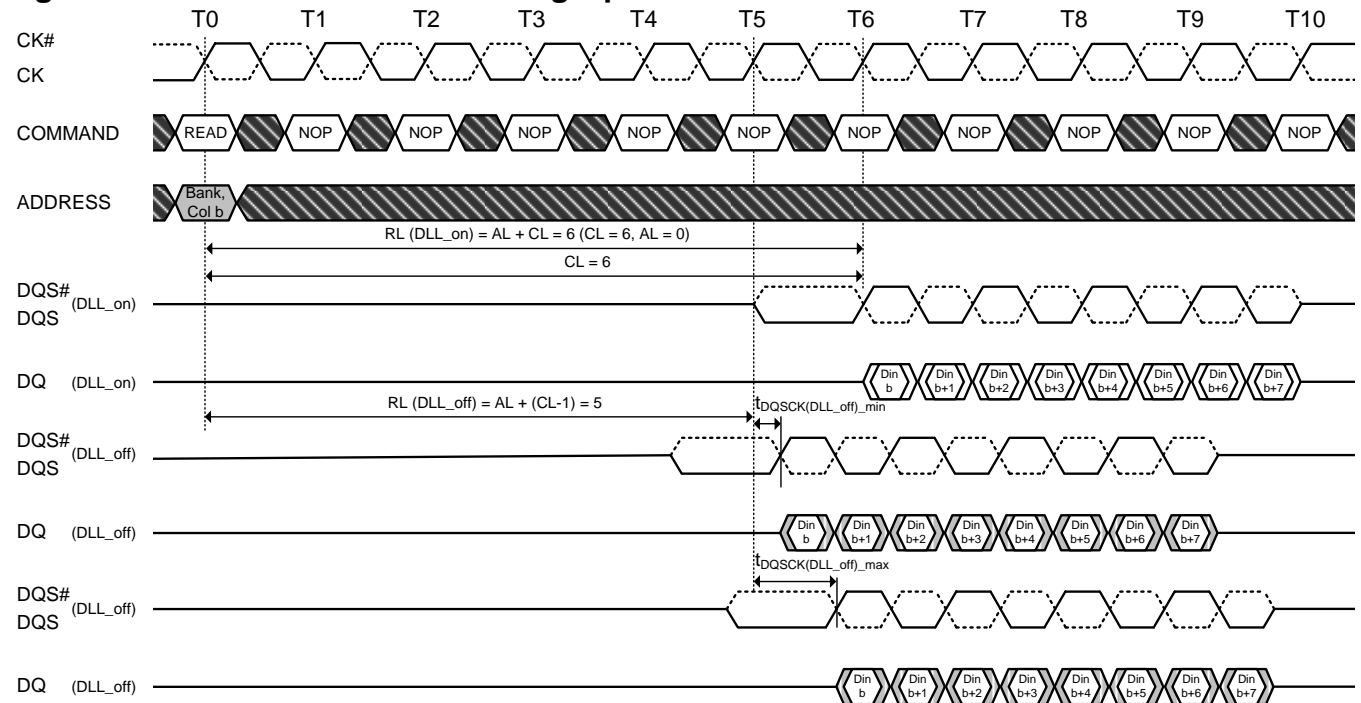 T0 T1 T2 T3 T4 T5 T6 T7 T8 T9 T10
CK#
CK
COMMAND READ NOP NOP NOP NOP NOP NOP NOP NOP NOP NOP
ADDRESS Bank, Col b
RL (DLL_on) = AL + CL = 6 (CL = 6, AL = 0)
CL = 6
DQS# (DLL_on)
DQS
DQ (DLL_on) Din b Din b+1 Din b+2 Din b+3 Din b+4 Din b+5 Din b+6 Din b+7
RL (DLL_off) = AL + (CL-1) = 5 tDQSCK(DLL_off)_min
DQS# (DLL_off)
DQS
DQ (DLL_off) Din b Din b+1 Din b+2 Din b+3 Din b+4 Din b+5 Din b+6 Din b+7
tDQSCK(DLL_off)_max
DQS# (DLL_off)
DQS
DQ (DLL_off) Din b Din b+1 Din b+2 Din b+3 Din b+4 Din b+5 Din b+6 Din b+7